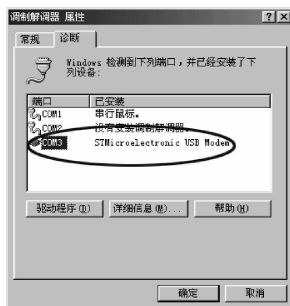 调制解调器 属性
常规 诊断
Windows 检测到下列端口，并已经安装了下
列设备：
端口 已安装
COM1 串行鼠标。
COM2 没有安装调制解调器。
COM3 STMicroelectronic USB Modem
驱动程序(D) 详细信息(M)... 帮助(H)
确定 取消